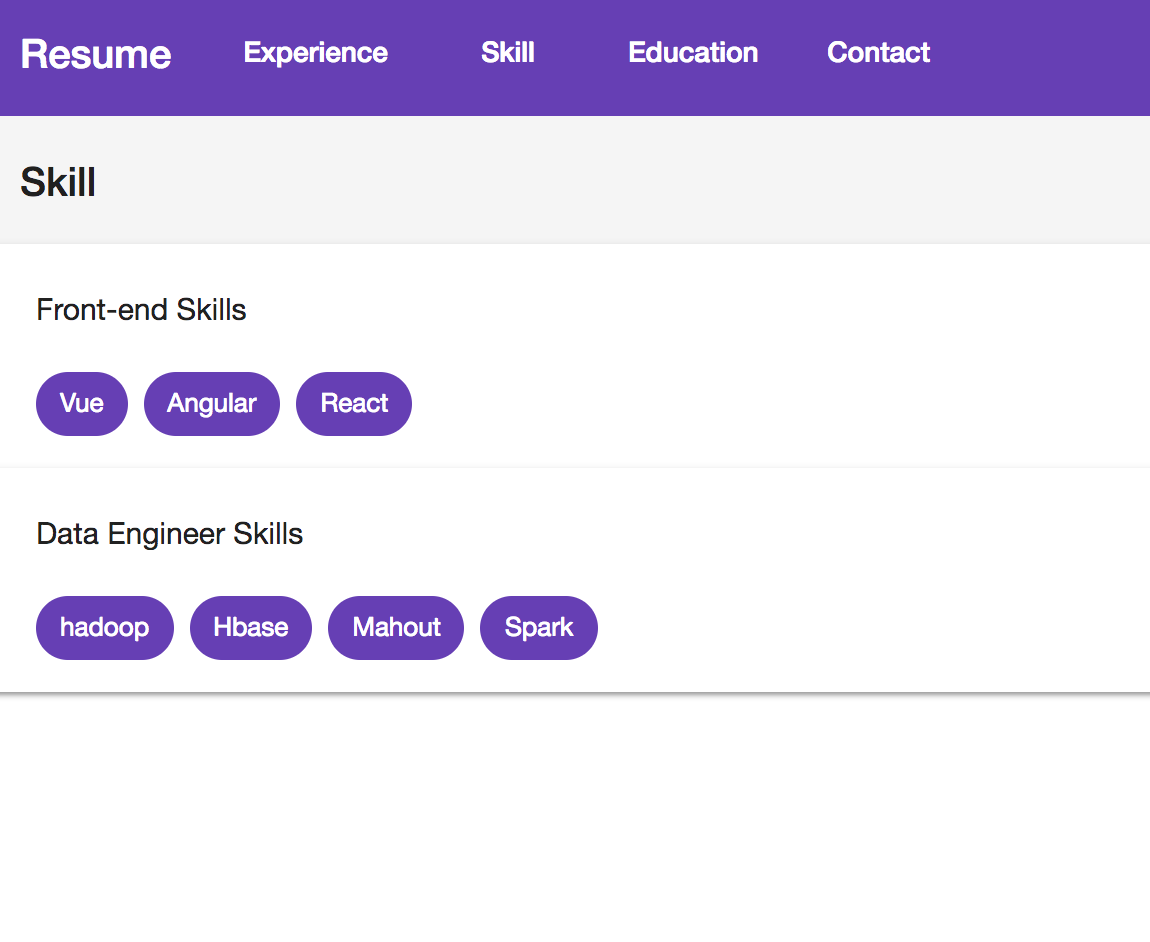 Resume Experience Skill Education Contact
Skill
Front-end Skills
Vue Angular React
Data Engineer Skills
hadoop Hbase Mahout Spark